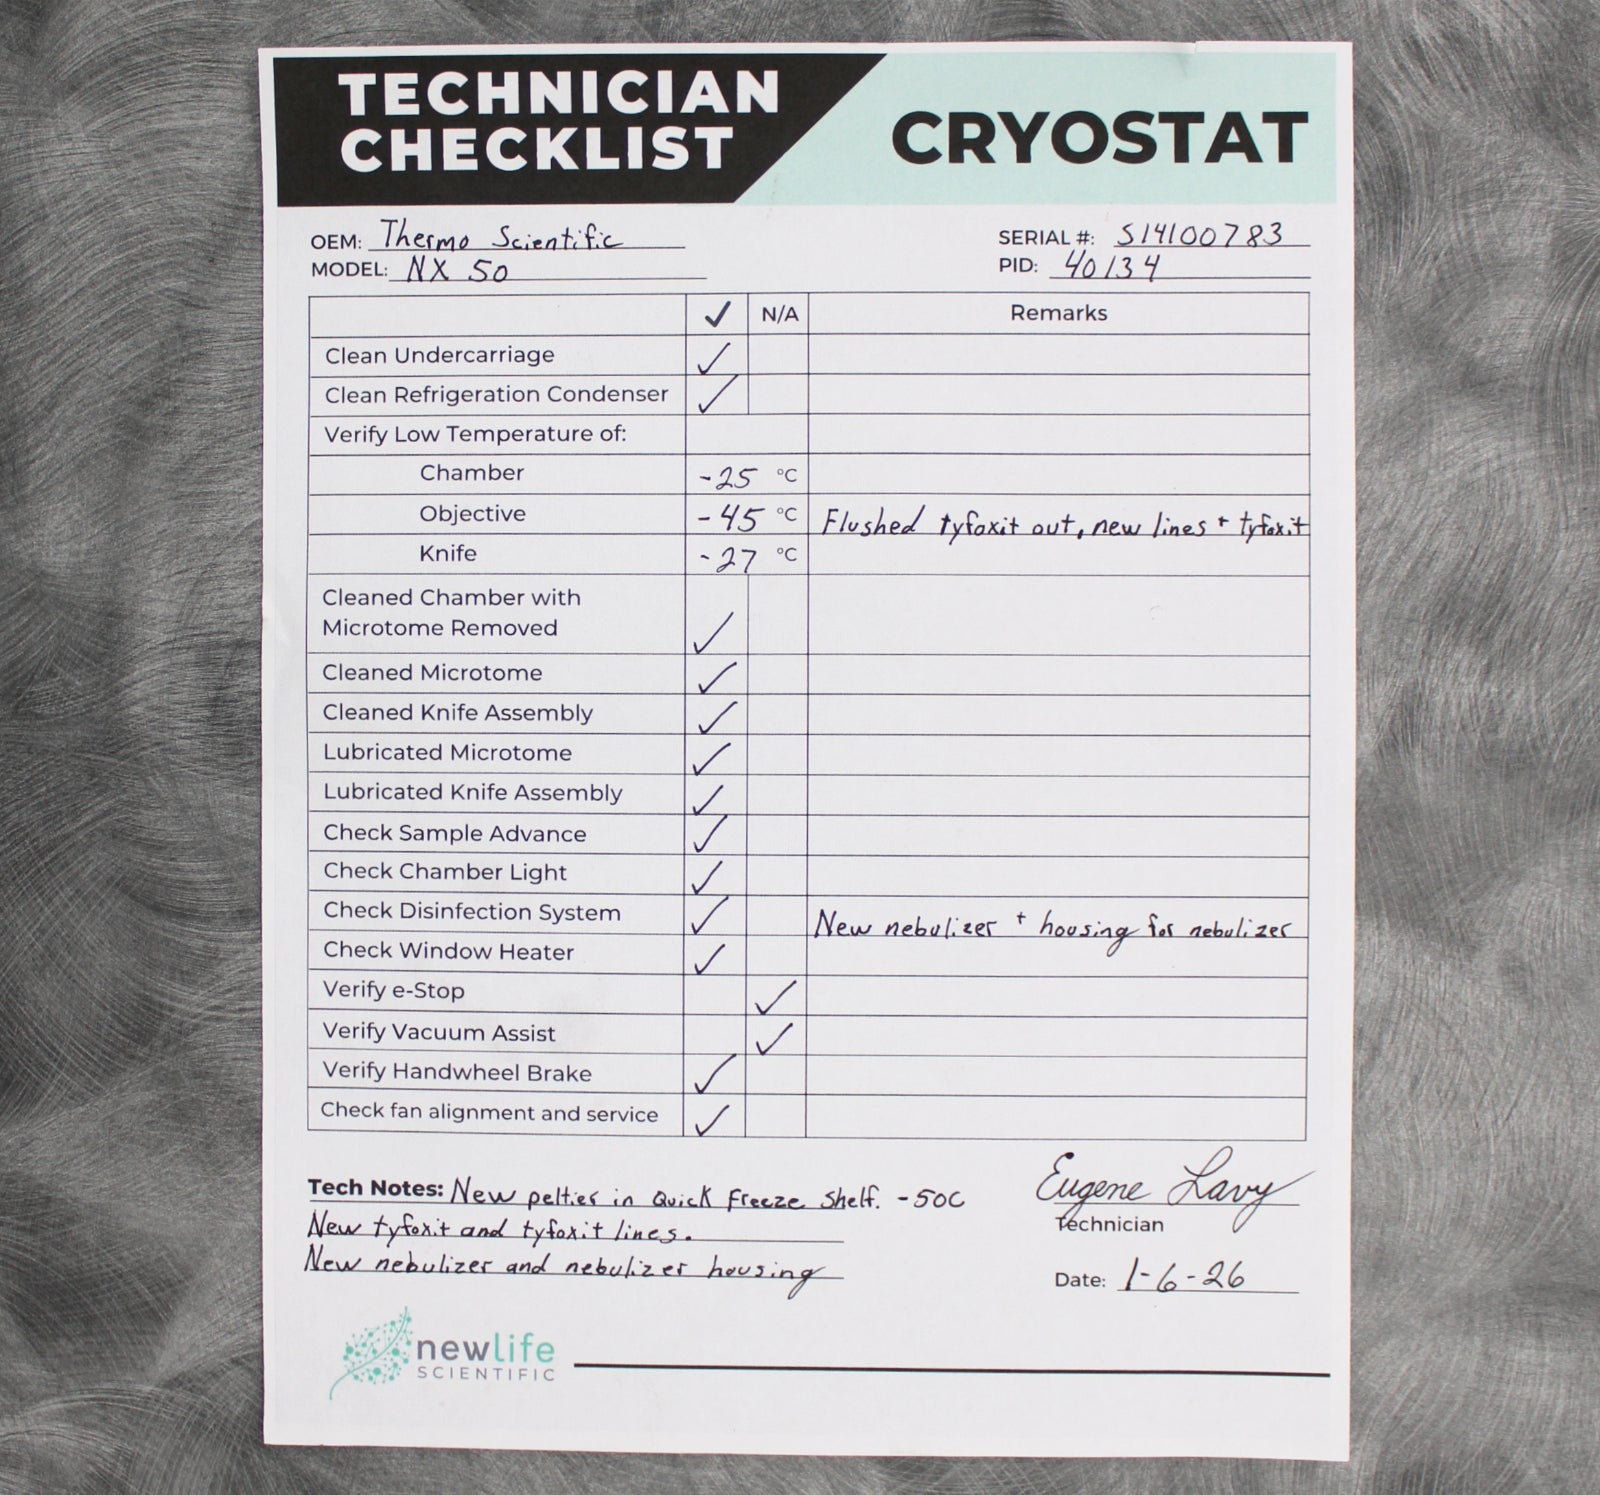 TECHNICIAN
CHECKLIST
CRYOSTAT
OEM: Thermo Scientific
SERIAL #: S14100783
MODEL: NX 50
PID: 40134
✓ N/A Remarks
Clean Undercarriage ✓
Clean Refrigeration Condenser ✓
Verify Low Temperature of:
Chamber -25 °C
Objective -45 °C Flushed tyfoxit out, new lines + tyfoxit
Knife -27 °C
Cleaned Chamber with
Microtome Removed ✓
Cleaned Microtome ✓
Cleaned Knife Assembly ✓
Lubricated Microtome ✓
Lubricated Knife Assembly ✓
Check Sample Advance ✓
Check Chamber Light ✓
Check Disinfection System ✓ New nebulizer + housing for nebulizer
Check Window Heater ✓
Verify e-Stop ✓
Verify Vacuum Assist ✓
Verify Handwheel Brake ✓
Check fan alignment and service ✓
Tech Notes: New peltier in Quick Freeze Shelf. -50C
New tyfoxit and tyfoxit lines.
New nebulizer and nebulizer housing
Eugene Lavy
Technician
Date: 1-6-26
newlife
SCIENTIFIC